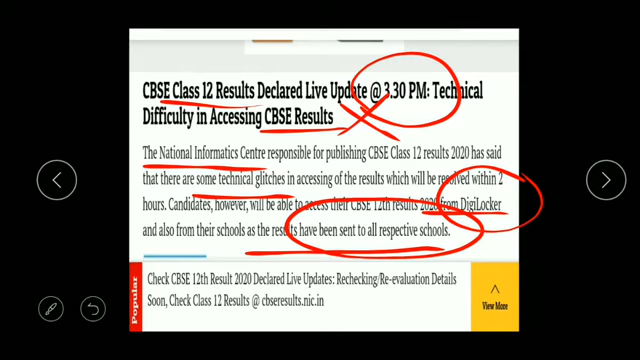 CBSE Class 12 Results Declared Live Update @ 3.30 PM: Technical
Difficulty in Accessing CBSE Results
The National Informatics Centre responsible for publishing CBSE Class 12 results 2020 has said
that there are some technical glitches in accessing of the results which will be resolved within 2
hours. Candidates, however, will be able to access their CBSE 12th results 2020 from DigiLocker
and also from their schools as the results have been sent to all respective schools.
Popular
Check CBSE 12th Result 2020 Declared Live Updates: Rechecking/Re-evaluation Details
Soon, Check Class 12 Results @ cbseresults.nic.in
View More